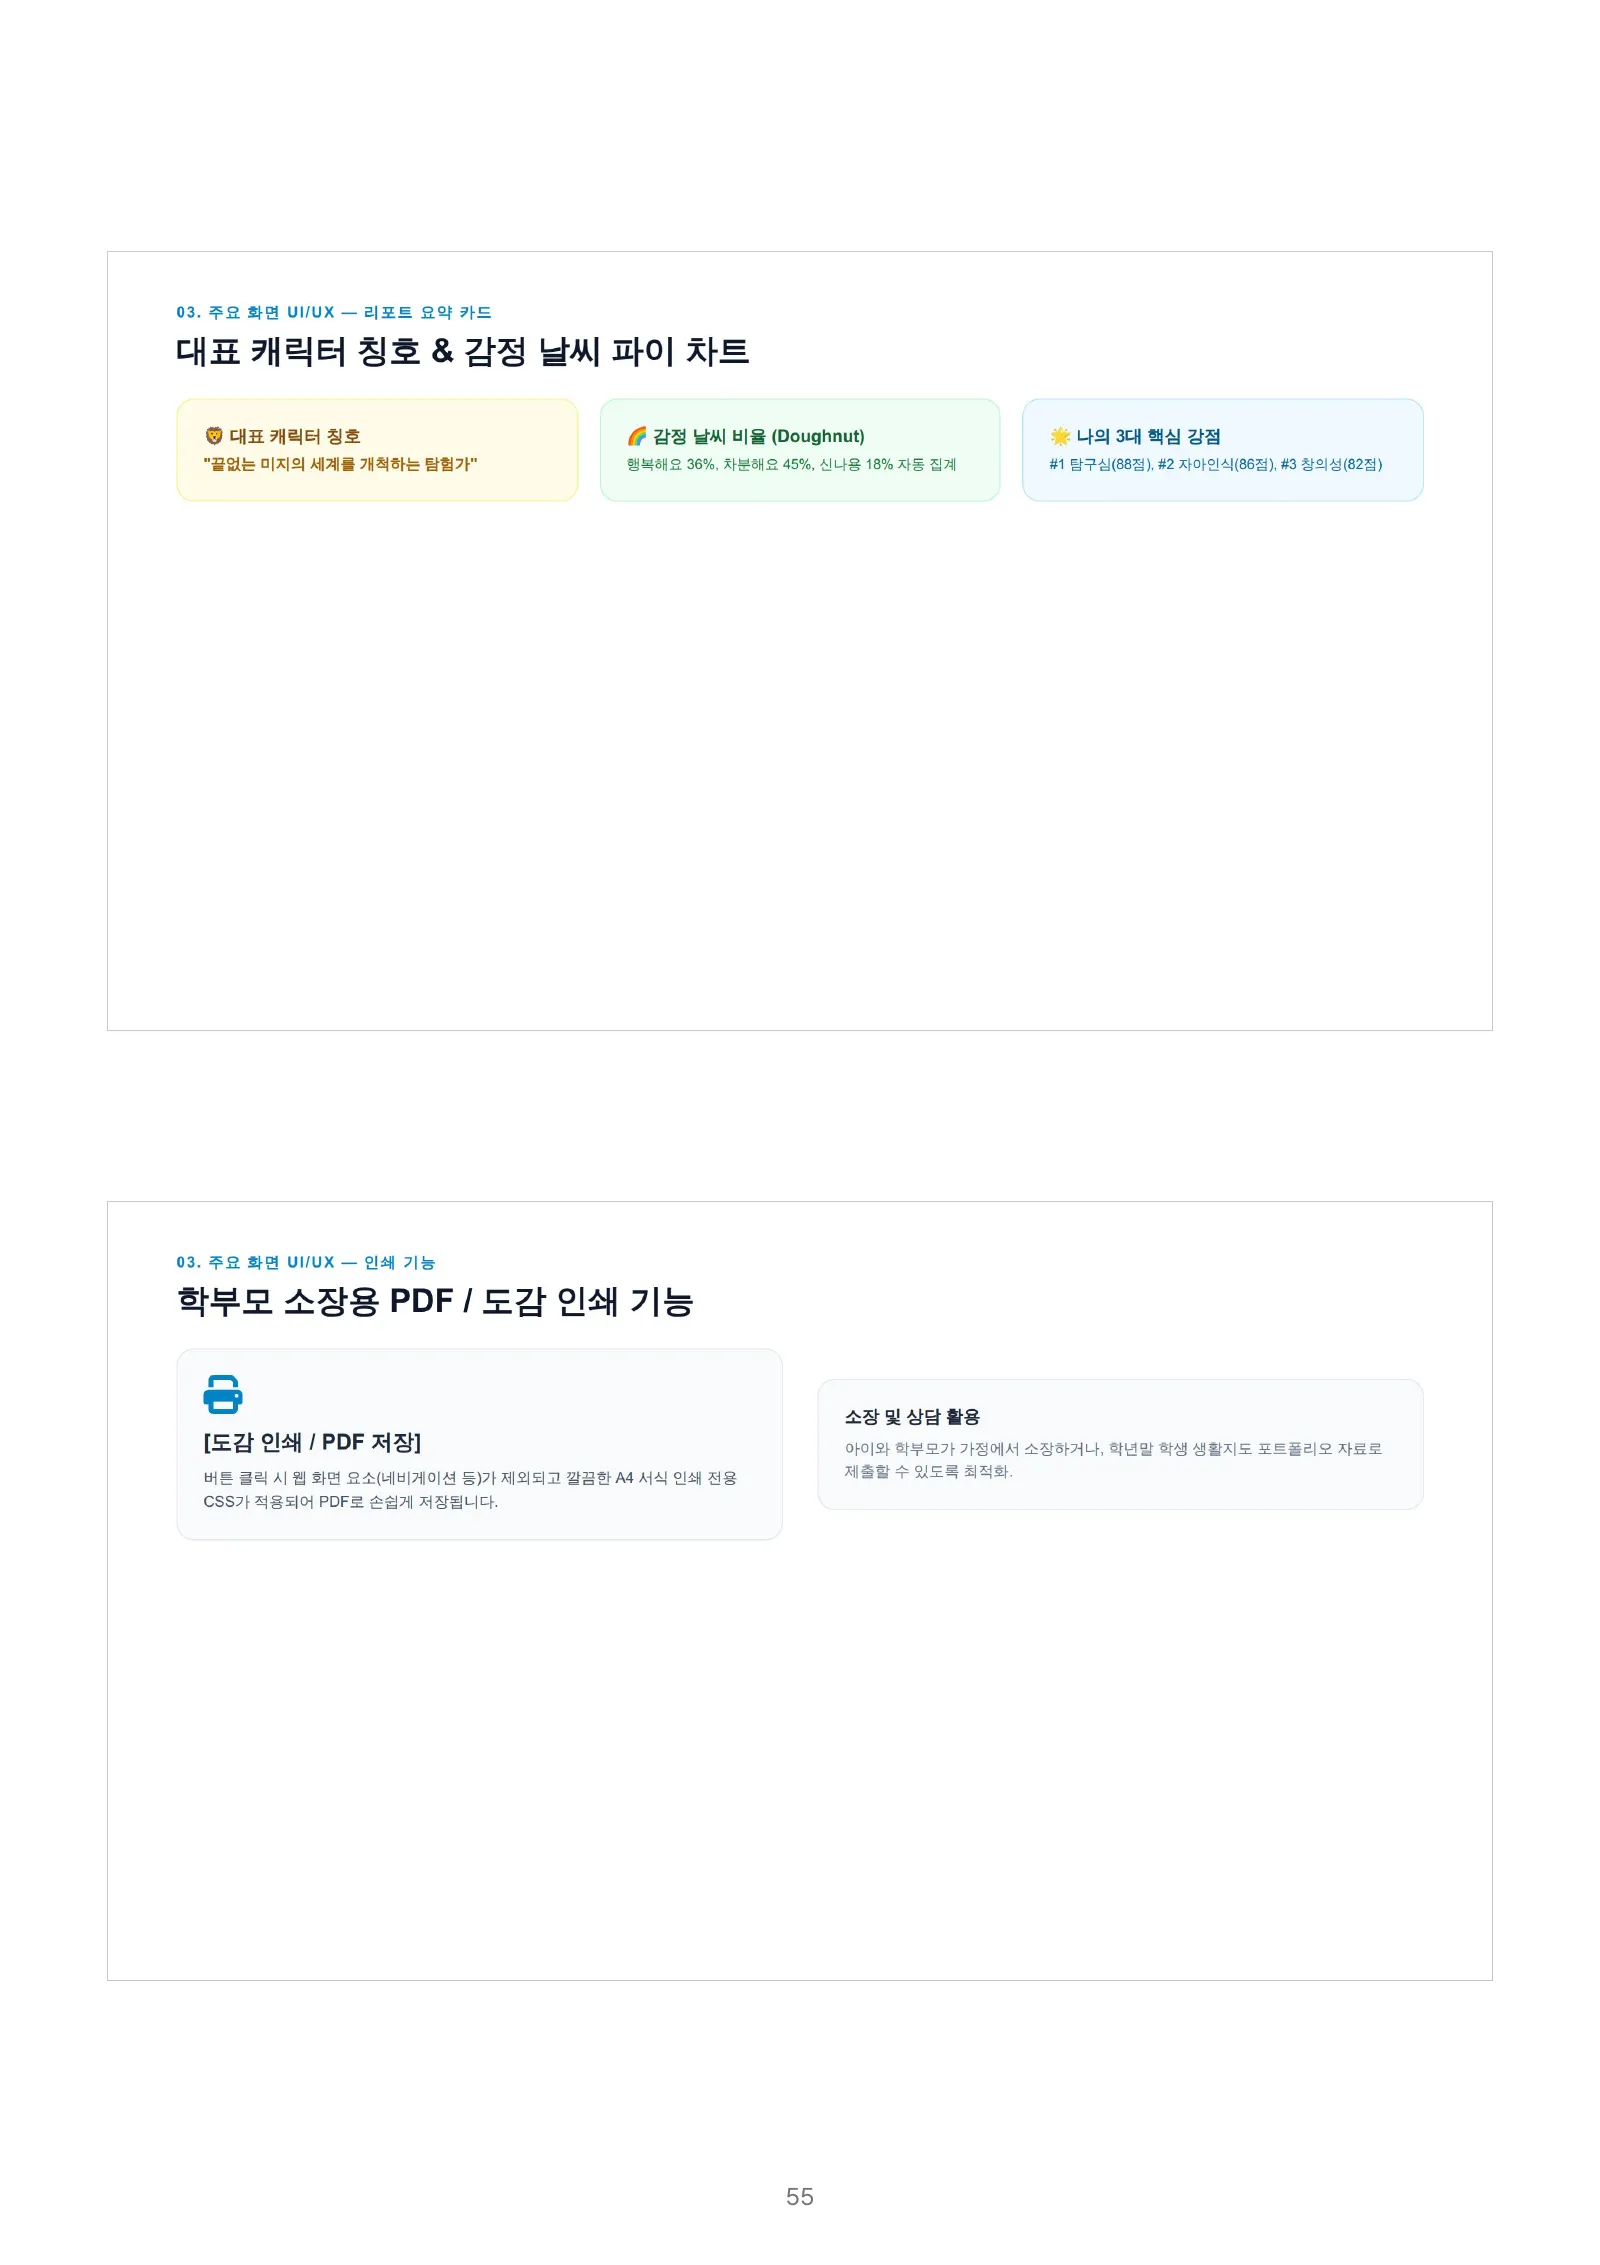 03. 주요 화면 UI/UX — 리포트 요약 카드
대표 캐릭터 칭호 & 감정 날씨 파이 차트
🦁 대표 캐릭터 칭호
"끝없는 미지의 세계를 개척하는 탐험가"
🌈 감정 날씨 비율 (Doughnut)
행복해요 36%, 차분해요 45%, 신나용 18% 자동 집계
🌟 나의 3대 핵심 강점
#1 탐구심(88점), #2 자아인식(86점), #3 창의성(82점)
03. 주요 화면 UI/UX — 인쇄 기능
학부모 소장용 PDF / 도감 인쇄 기능
[도감 인쇄 / PDF 저장]
버튼 클릭 시 웹 화면 요소(네비게이션 등)가 제외되고 깔끔한 A4 서식 인쇄 전용
CSS가 적용되어 PDF로 손쉽게 저장됩니다.
소장 및 상담 활용
아이와 학부모가 가정에서 소장하거나, 학년말 학생 생활지도 포트폴리오 자료로
제출할 수 있도록 최적화.
55